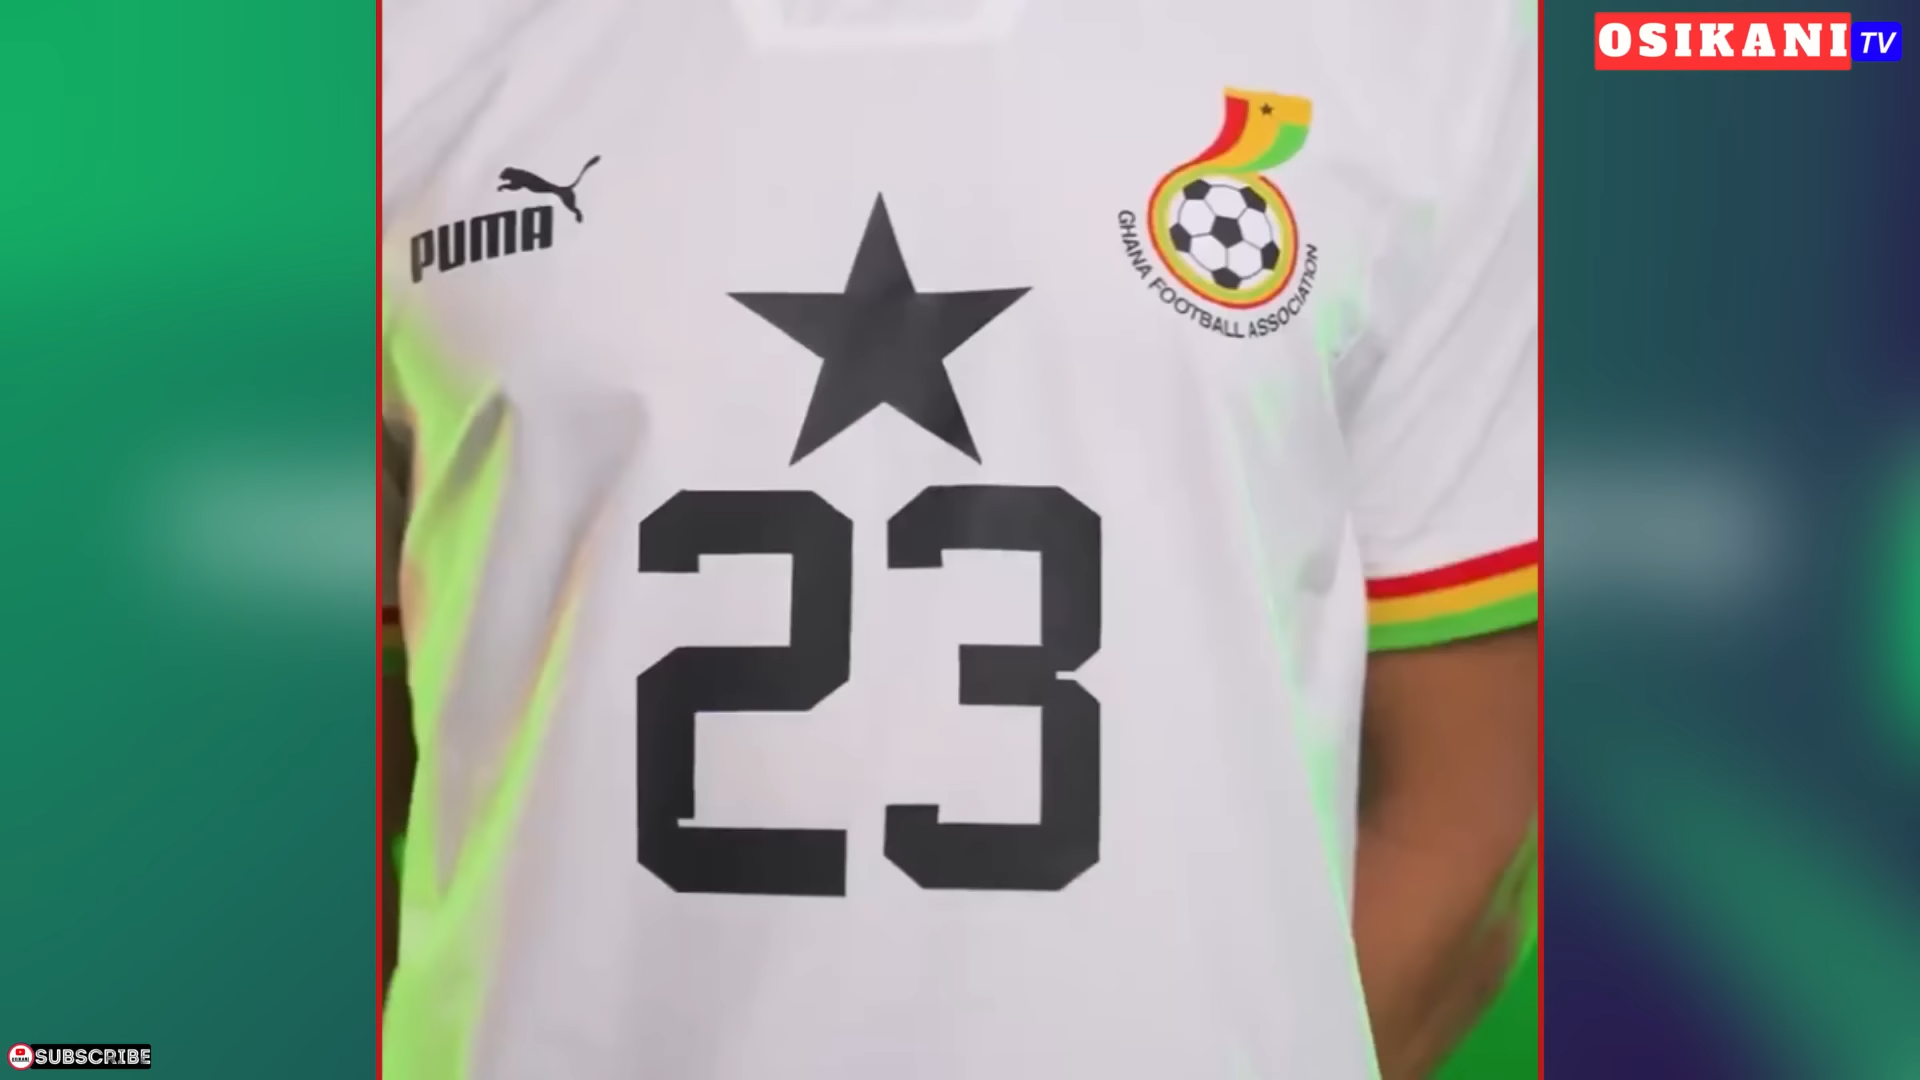 OSIKANI TV
PUMA
GHANA FOOTBALL ASSOCIATION
23
SUBSCRIBE